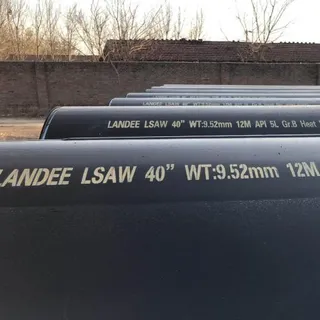 LANDEE LSAW 40" WT:9.52mm 12M API 5L Gr.B Heat
LANDEE LSAW 40" WT:9.52mm 12M